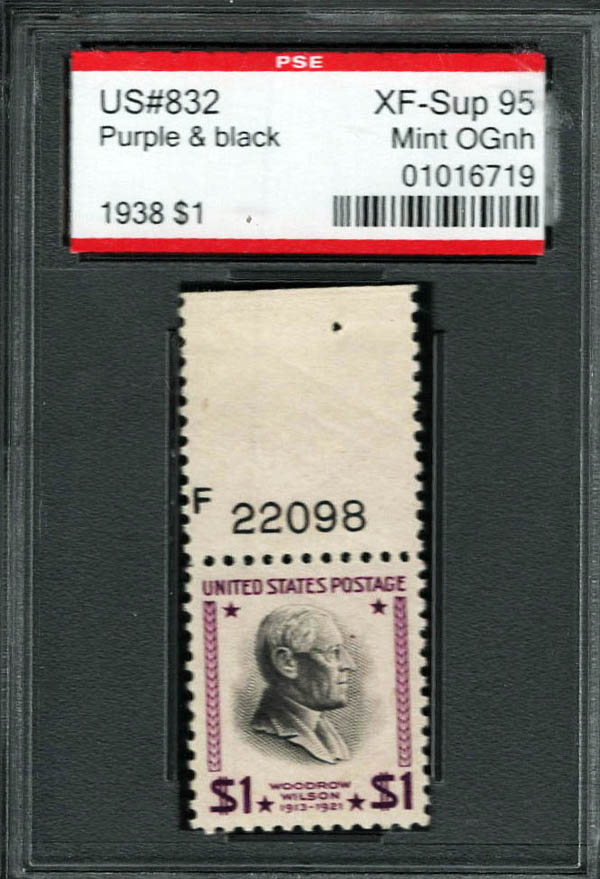 PSE
US#832 XF-Sup 95
Purple & black Mint OGnh
01016719
1938 $1
F 22098
UNITED STATES POSTAGE
$1 WOODROW $1
WILSON
1913-1921